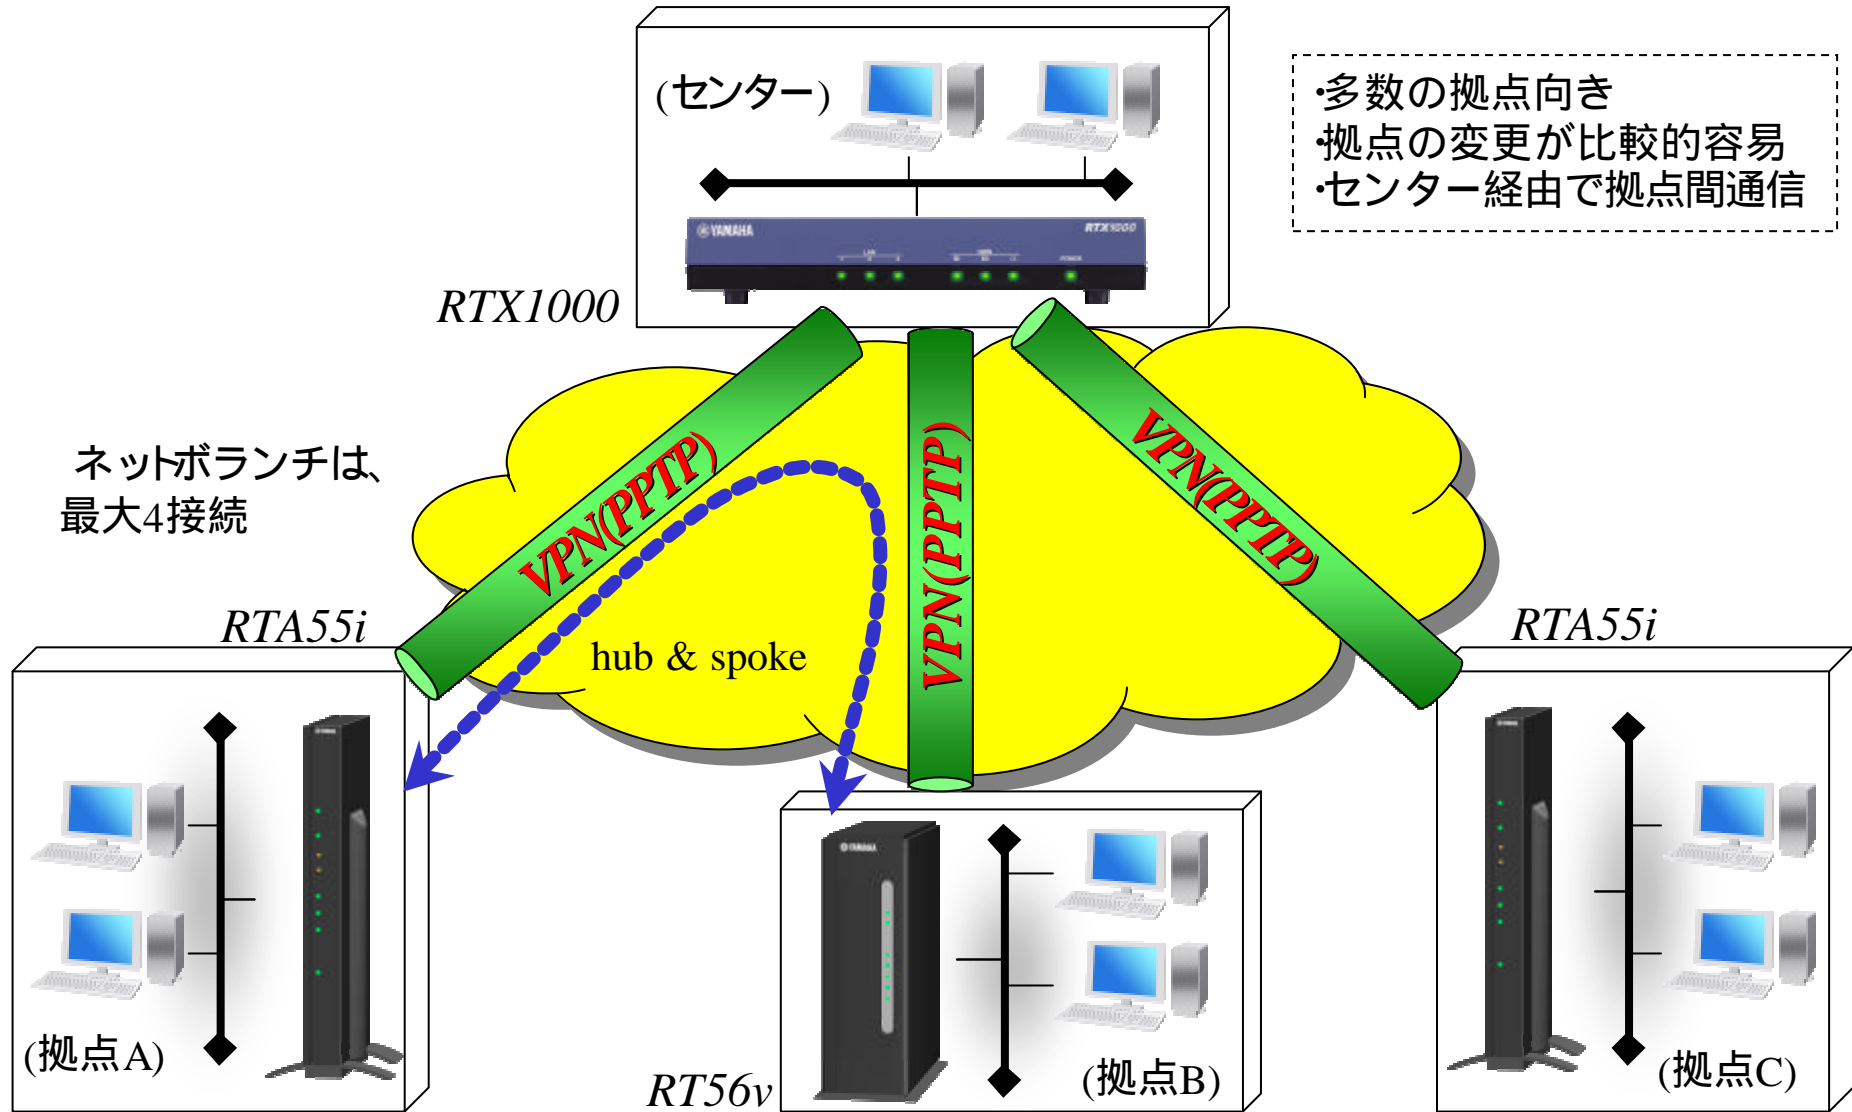 (センター)
・多数の拠点向き
・拠点の変更が比較的容易
・センター経由で拠点間通信
YAMAHA
RTX1000
RTX1000
ネットボランチは、
最大4接続
VPN(PPTP)
VPN(PPTP)
VPN(PPTP)
hub & spoke
RTA55i
RTA55i
YAMAHA
(拠点A)
RT56v
(拠点B)
(拠点C)